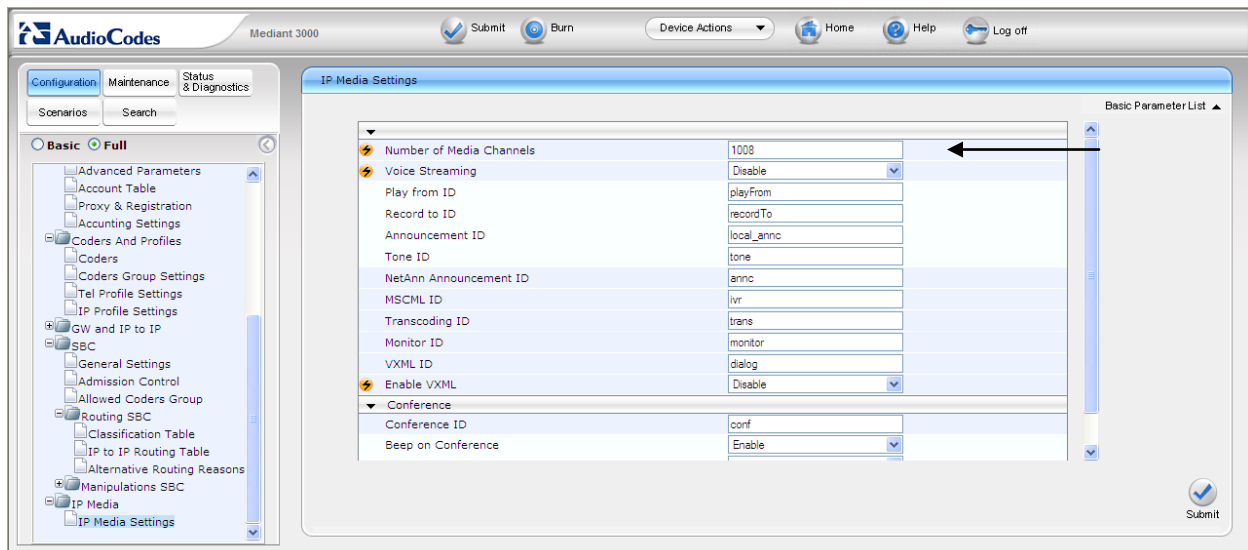 AudioCodes
Mediant 3000
Submit
Burn
Device Actions
Home
Help
Log off
Configuration
Maintenance
Status
& Diagnostics
Scenarios
Search
Basic
Full
Advanced Parameters
Account Table
Proxy & Registration
Accunting Settings
Coders And Profiles
Coders
Coders Group Settings
Tel Profile Settings
IP Profile Settings
GW and IP to IP
SBC
General Settings
Admission Control
Allowed Coders Group
Routing SBC
Classification Table
IP to IP Routing Table
Alternative Routing Reasons
Manipulations SBC
IP Media
IP Media Settings
IP Media Settings
Basic Parameter List
Number of Media Channels 1008
Voice Streaming Disable
Play from ID playFrom
Record to ID recordTo
Announcement ID local_annc
Tone ID tone
NetAnn Announcement ID annc
MSCML ID ivr
Transcoding ID trans
Monitor ID monitor
VXML ID dialog
Enable VXML Disable
Conference
Conference ID conf
Beep on Conference Enable
Submit